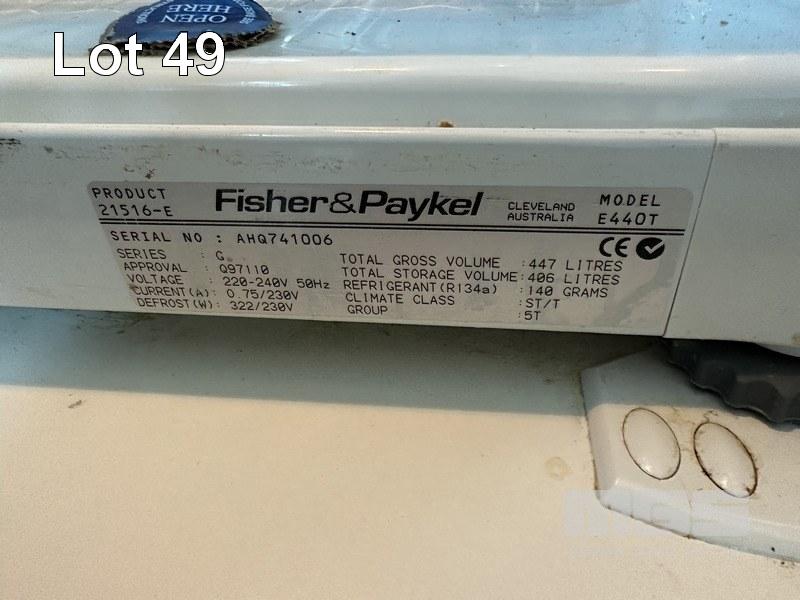 OPEN
HERE
Lot 49
PRODUCT
21516-E
Fisher&Paykel
CLEVELAND
AUSTRALIA
MODEL
E440T
SERIAL NO : AHQ741006
CE
SERIES : G
APPROVAL : Q97110
VOLTAGE : 220-240V 50Hz
CURRENT(A): 0.75/230V
DEFROST(W): 322/230V
TOTAL GROSS VOLUME :447 LITRES
TOTAL STORAGE VOLUME:406 LITRES
REFRIGERANT(R134a) :140 GRAMS
CLIMATE CLASS :ST/T
GROUP :5T
MGS